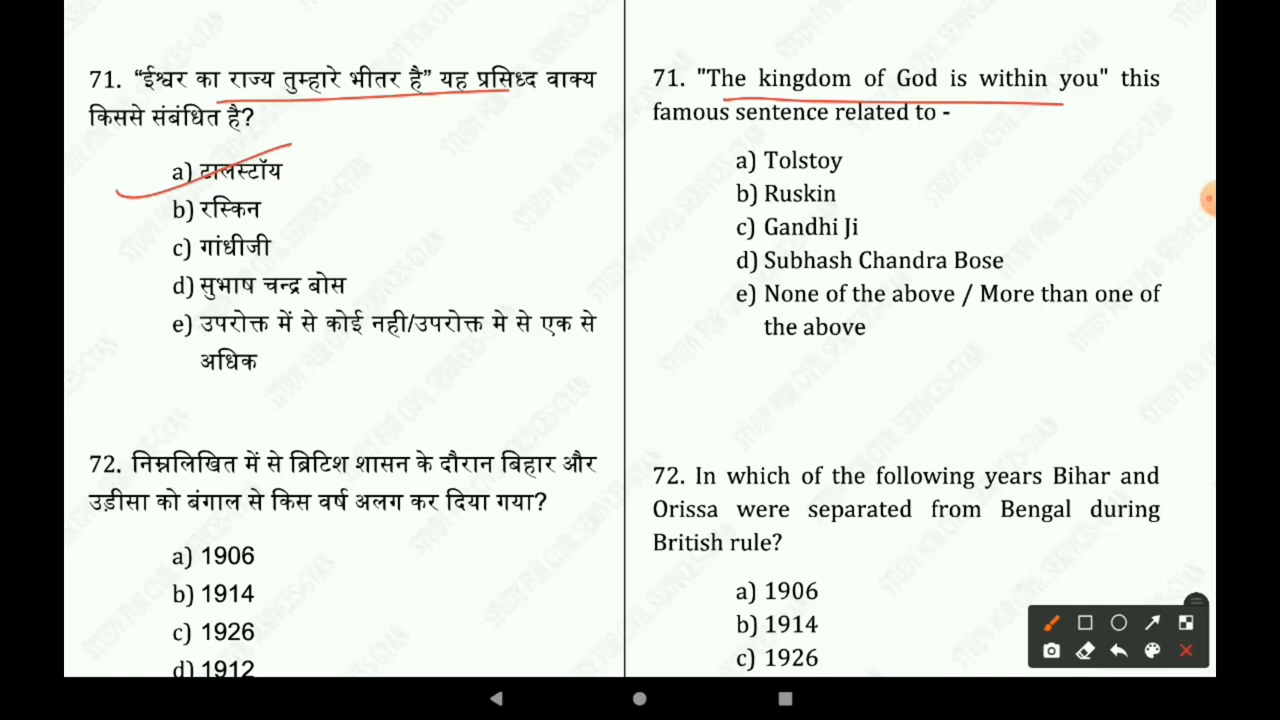 71. “ईश्वर का राज्य तुम्हारे भीतर है” यह प्रसिध्द वाक्य
किससे संबंधित है?
a) टालस्टॉय
b) रस्किन
c) गांधीजी
d) सुभाष चन्द्र बोस
e) उपरोक्त में से कोई नही/उपरोक्त मे से एक से
अधिक
72. निम्नलिखित में से ब्रिटिश शासन के दौरान बिहार और
उड़ीसा को बंगाल से किस वर्ष अलग कर दिया गया?
a) 1906
b) 1914
c) 1926
d) 1912
71. "The kingdom of God is within you" this
famous sentence related to -
a) Tolstoy
b) Ruskin
c) Gandhi Ji
d) Subhash Chandra Bose
e) None of the above / More than one of
the above
72. In which of the following years Bihar and
Orissa were separated from Bengal during
British rule?
a) 1906
b) 1914
c) 1926